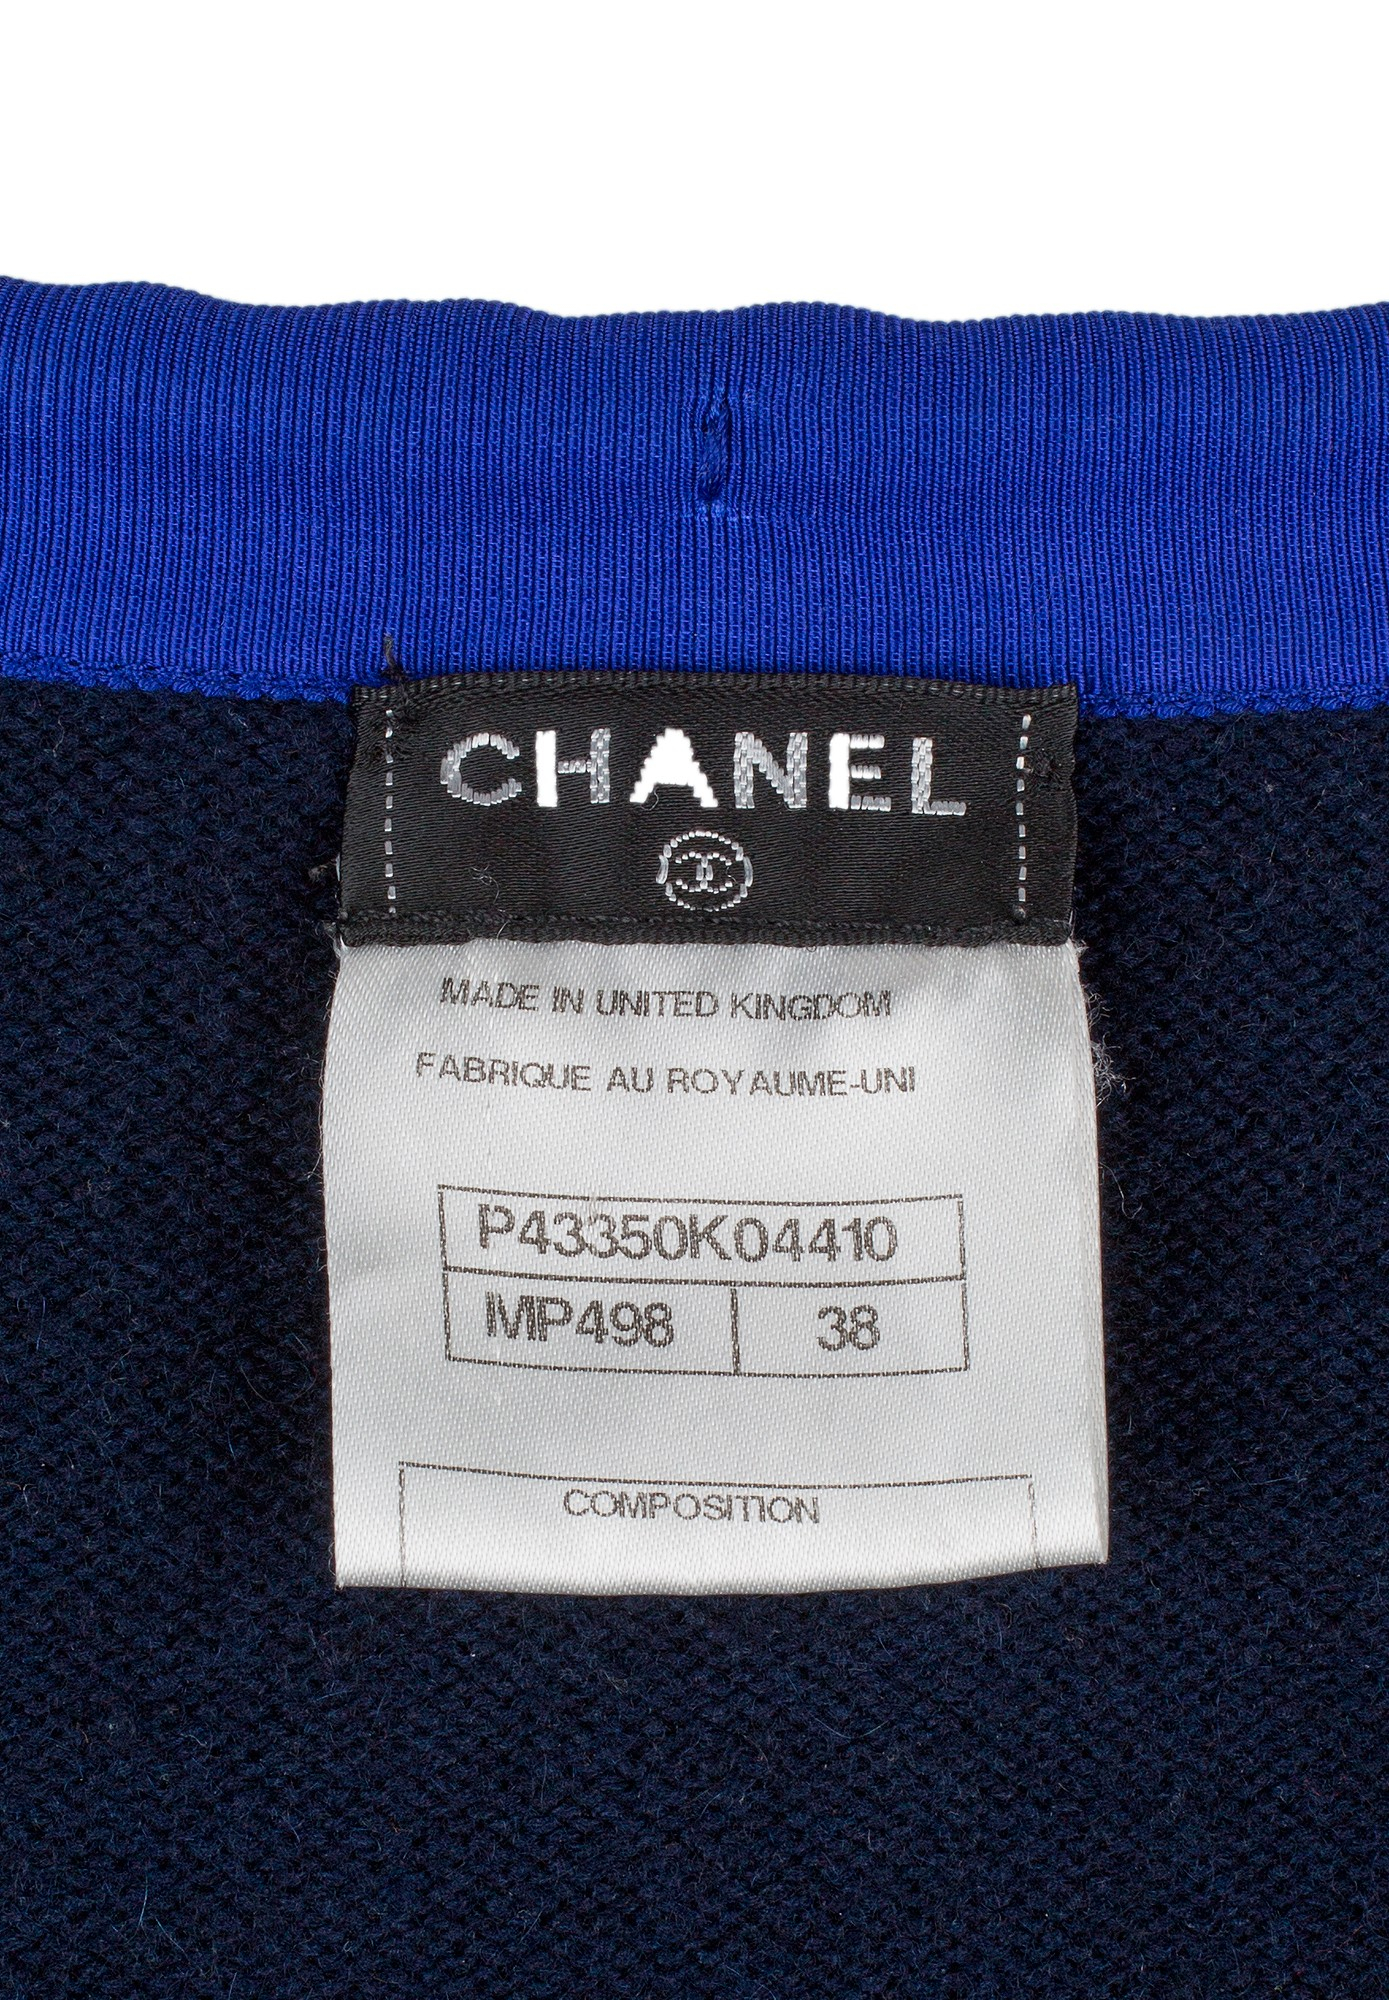 CHANEL
MADE IN UNITED KINGDOM
FABRIQUE AU ROYAUME-UNI
P43350K04410
MP498 38
COMPOSITION